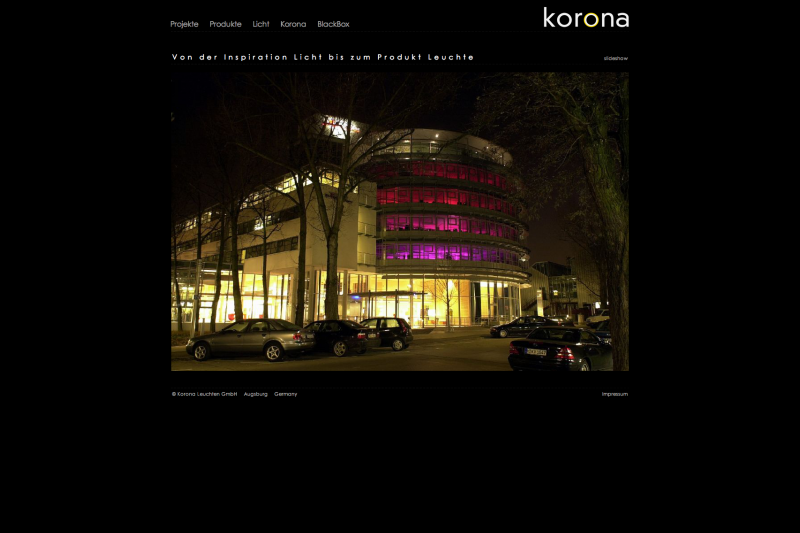 korona
Projekte Produkte Licht Korona BlackBox
Von der Inspiration Licht bis zum Produkt Leuchte
slideshow
© Korona Leuchten GmbH Augsburg Germany
Impressum